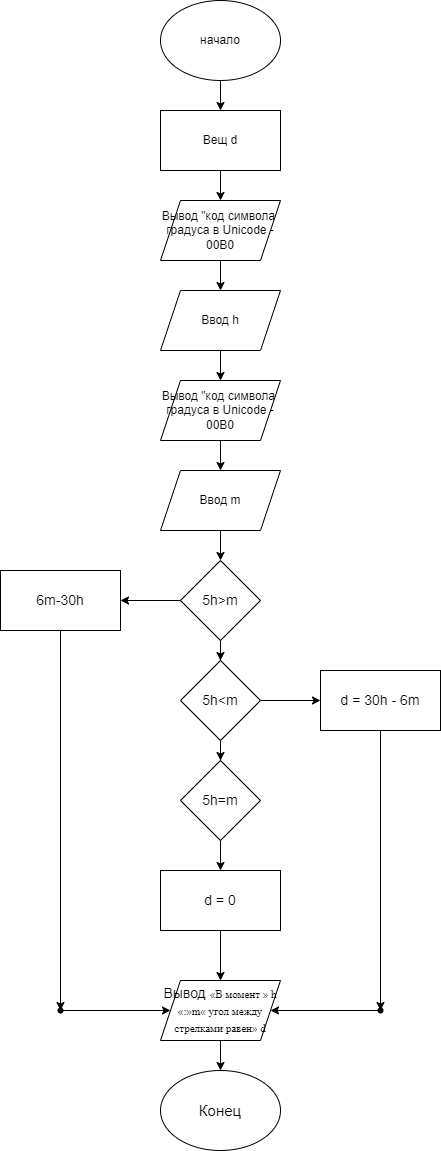 начало
Вещ d
Вывод "код символа
градуса в Unicode -
00B0
Ввод h
Вывод "код символа
градуса в Unicode -
00B0
Ввод m
5h>m
6m-30h
5h<m
d = 30h - 6m
5h=m
d = 0
Вывод «В момент » h
«:»m« угол между
стрелками равен» d
Конец